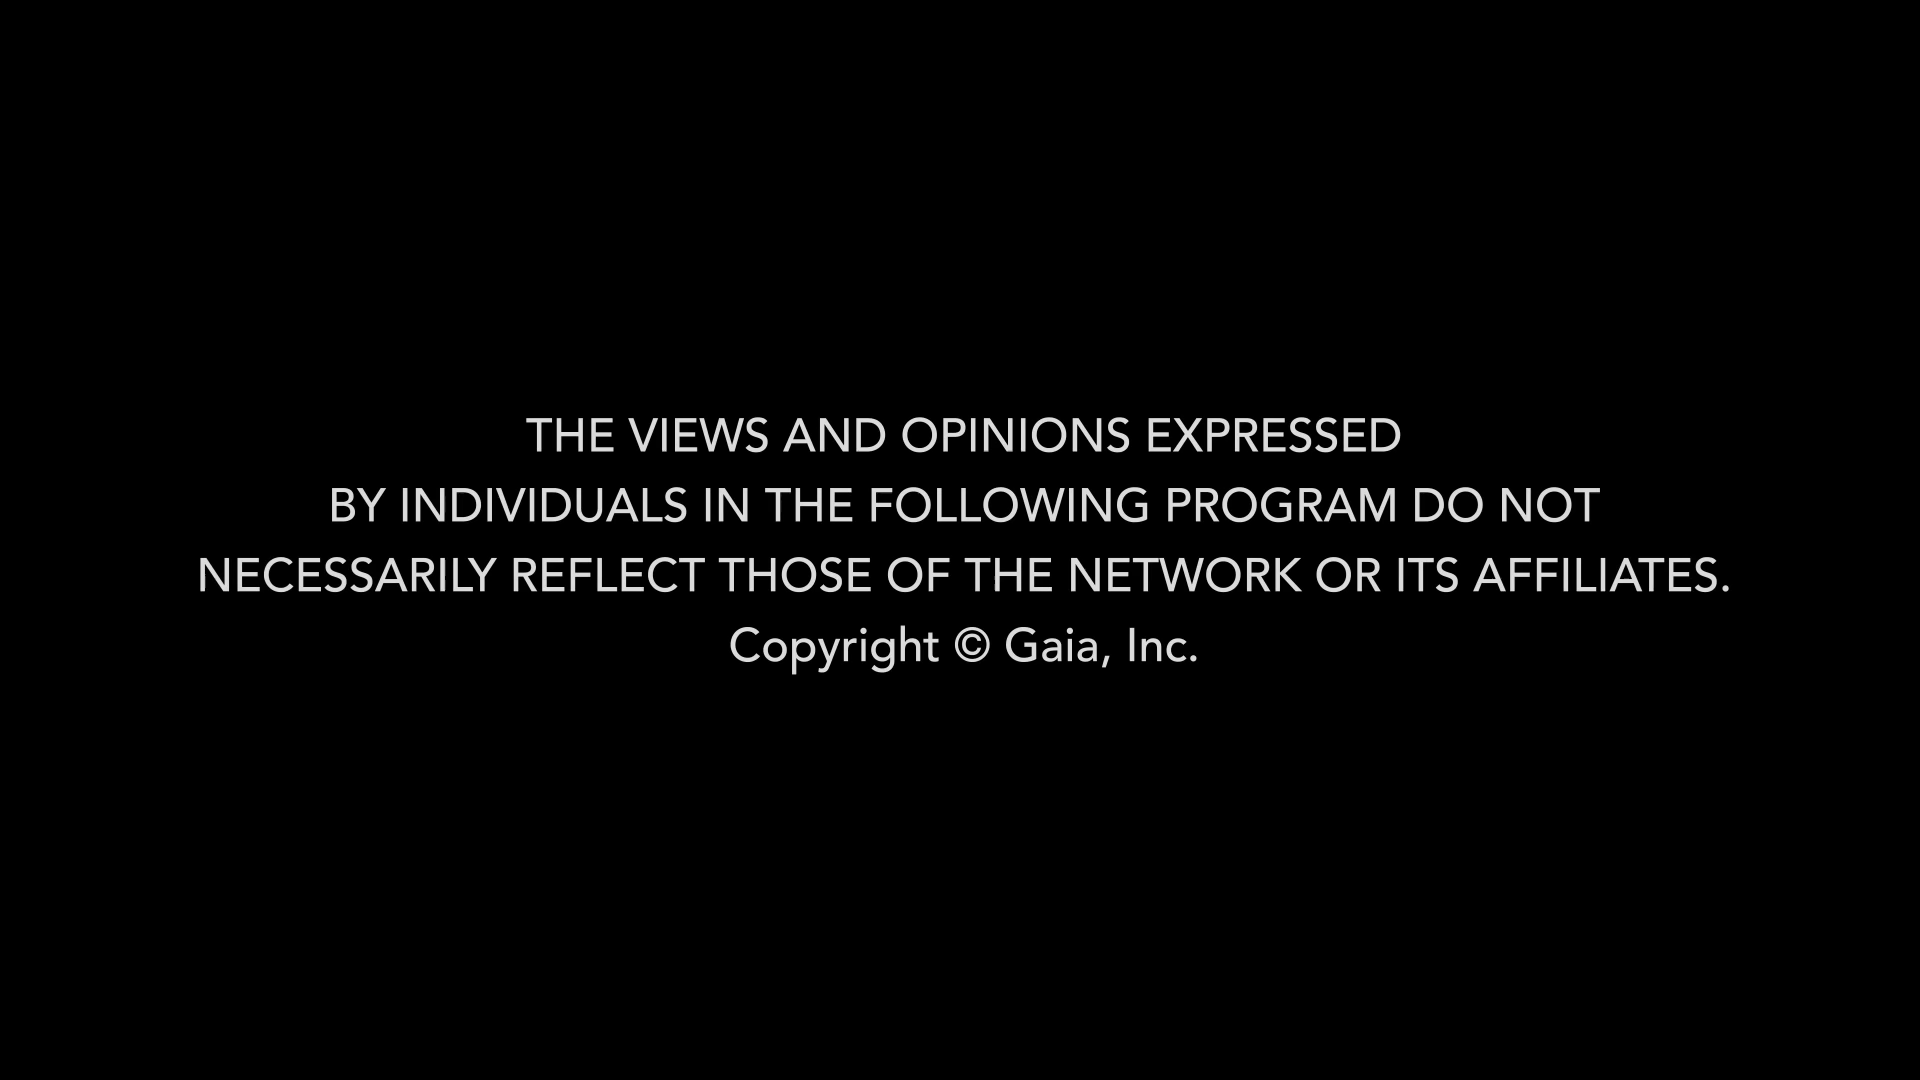 THE VIEWS AND OPINIONS EXPRESSED
BY INDIVIDUALS IN THE FOLLOWING PROGRAM DO NOT
NECESSARILY REFLECT THOSE OF THE NETWORK OR ITS AFFILIATES.
Copyright © Gaia, Inc.